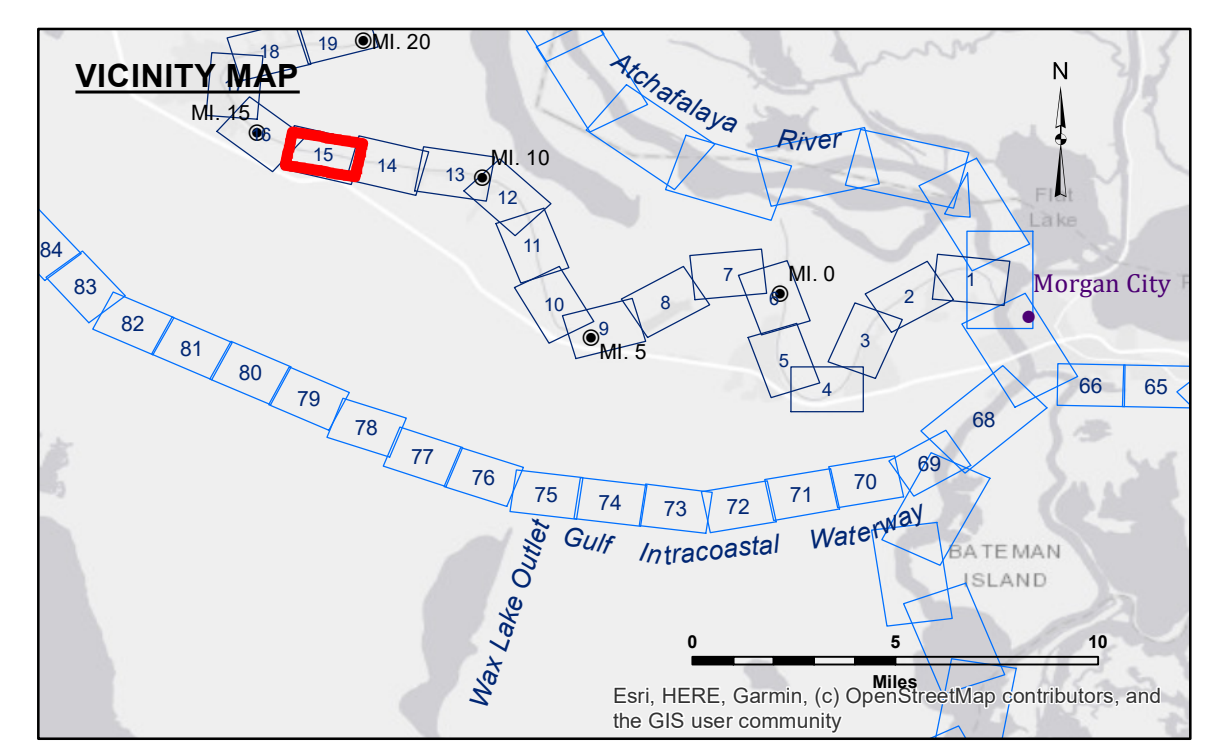 18
19
MI. 20
VICINITY MAP
MI. 15
16
15
14
13
MI. 10
12
11
10
9
MI. 5
8
7
6
MI. 0
5
4
3
2
1
Atchafalaya
River
N
Flat
Lake
Morgan City
84
83
82
81
80
79
78
77
76
75
74
73
72
71
70
69
68
66
65
Gulf Intracoastal Waterway
Wax Lake Outlet
BATEMAN
ISLAND
0 5 10
Miles
Esri, HERE, Garmin, (c) OpenStreetMap contributors, and
the GIS user community